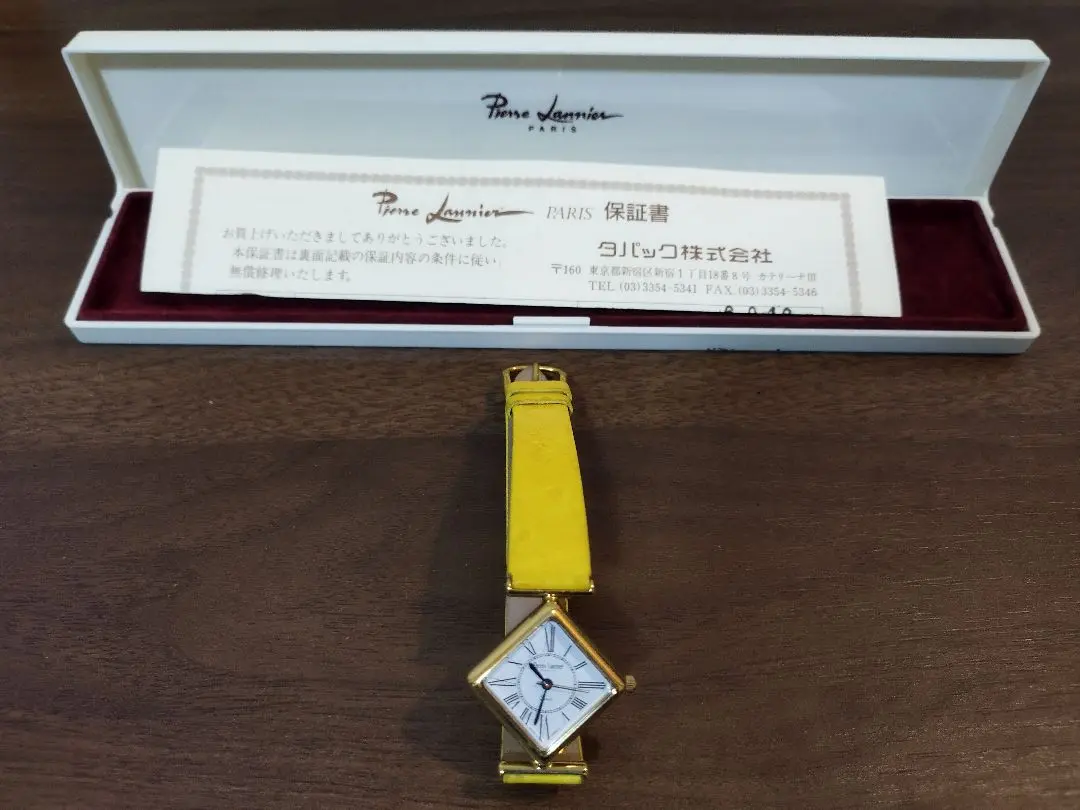 Pierre Lannier
PARIS
Pierre Lannier PARIS 保証書
お買上げいただきましてありがとうございました。
本保証書は裏面記載の保証内容の条件に従い、
無償修理いたします。
タバック株式会社
〒160 東京都新宿区新宿1丁目18番8号 カテリーナ館
TEL (03)3354-5341 FAX (03)3354-5346
Pierre Lannier